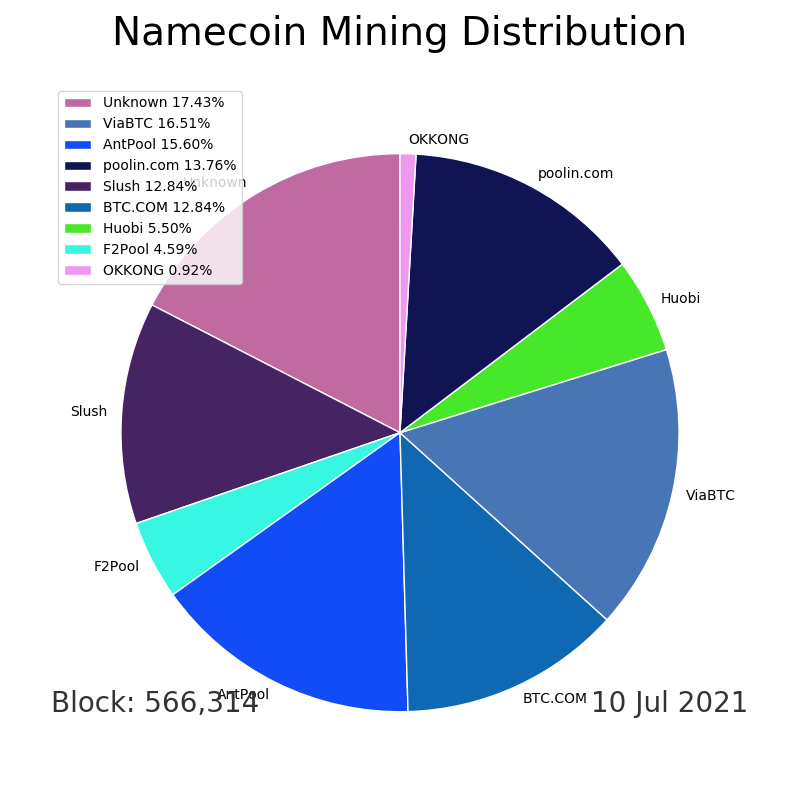 Namecoin Mining Distribution
Unknown 17.43%
ViaBTC 16.51%
AntPool 15.60%
poolin.com 13.76%
Slush 12.84%
BTC.COM 12.84%
Huobi 5.50%
F2Pool 4.59%
OKKONG 0.92%
OKKONG
poolin.com
Unknown
Huobi
Slush
ViaBTC
F2Pool
AntPool
BTC.COM
Block: 566,314
10 Jul 2021